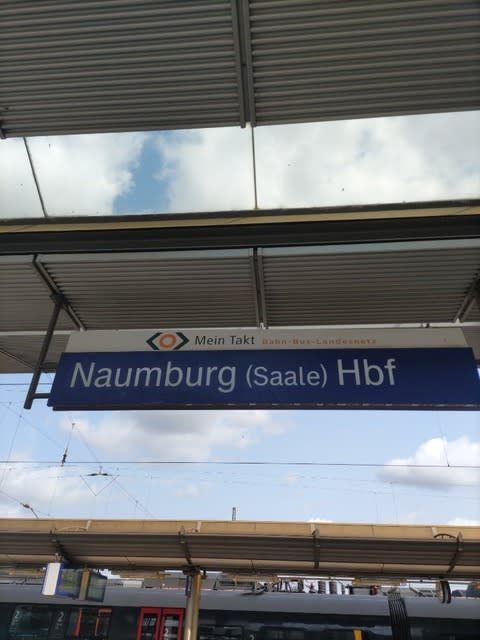 Mein Takt Bahn-Bus-Landesnetz
Naumburg (Saale) Hbf